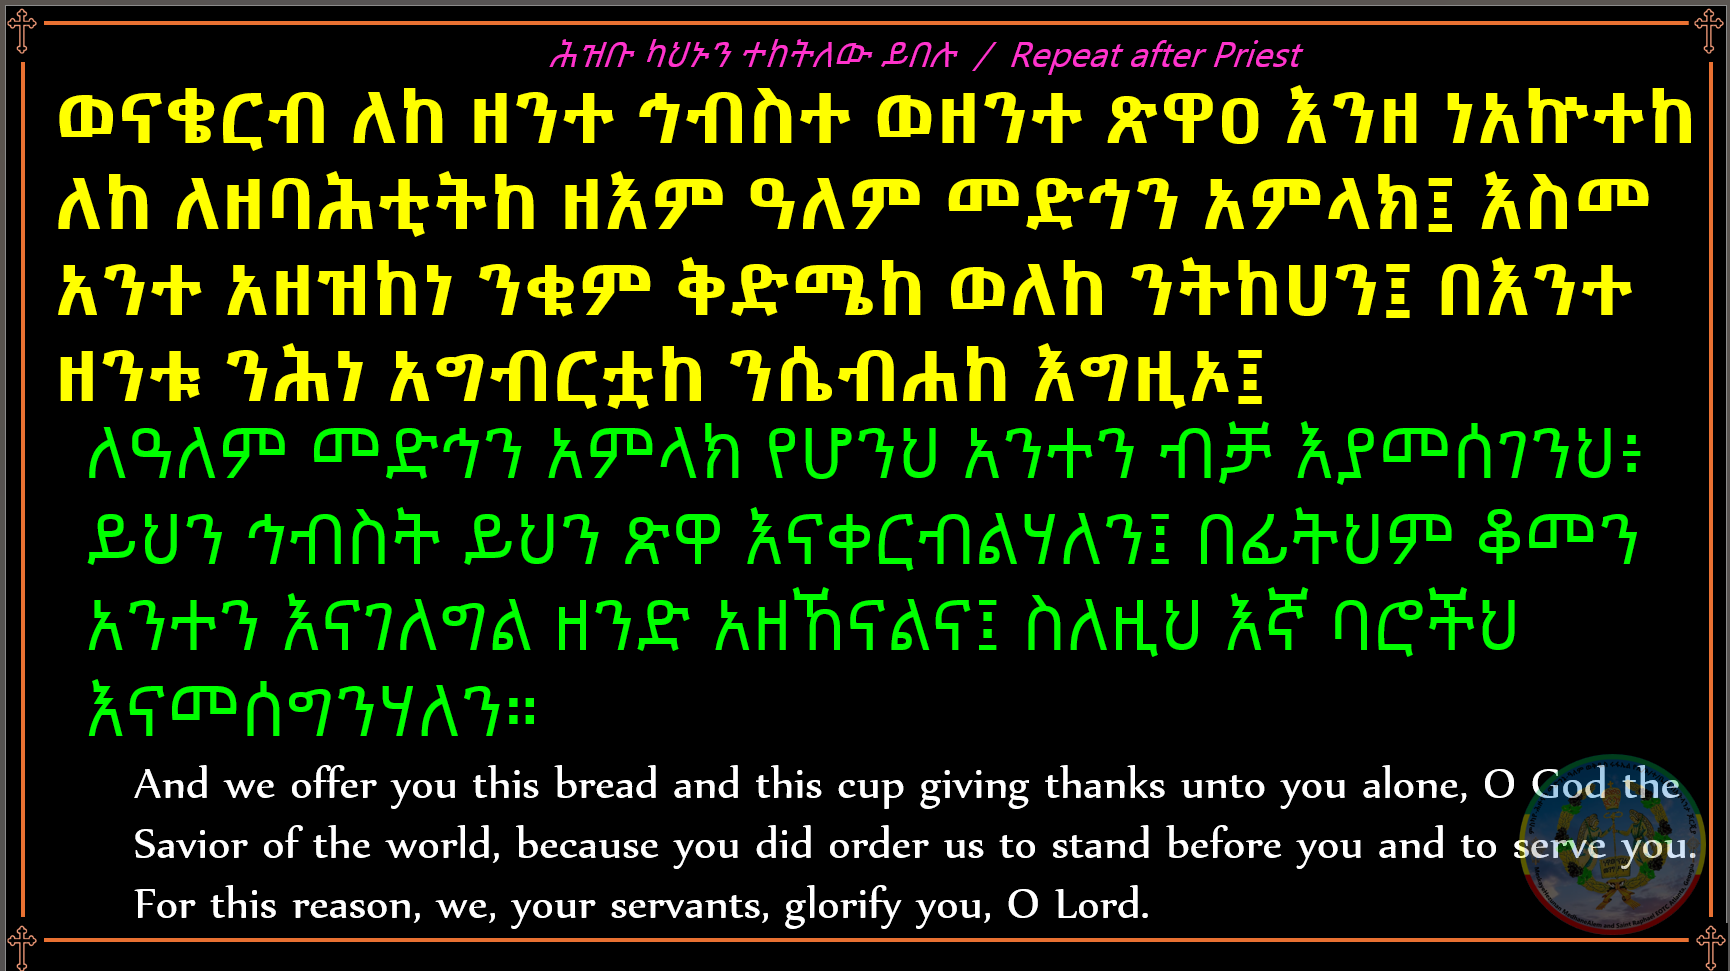 ሕዝቡ ካህኑን ተከትለው ይበሉ / Repeat after Priest
ወናቄርብ ለከ ዘንተ ኅብስተ ወዘንተ ጽዋዐ እንዘ ነአኵተከ
ለከ ለዘባሕቲትከ ዘእም ዓለም መድኅን አምላክ፤ እስመ
አንተ አዘዝከነ ንቁም ቅድሜከ ወለከ ንትከሀን፤ በእንተ
ዘንቱ ንሕነ አግብርቲከ ንሴብሐከ እግዚኦ፤
ለዓለም መድኅን አምላክ የሆንህ አንተን ብቻ እያመሰገንህ፥
ይህን ኅብስት ይህን ጽዋ እናቀርብልሃለን፤ በፊትህም ቆመን
አንተን እናገለግል ዘንድ አዘኸናልና፤ ስለዚህ እኛ ባሮችህ
እናመሰግንሃለን።
And we offer you this bread and this cup giving thanks unto you alone, O God the
Savior of the world, because you did order us to stand before you and to serve you.
For this reason, we, your servants, glorify you, O Lord.